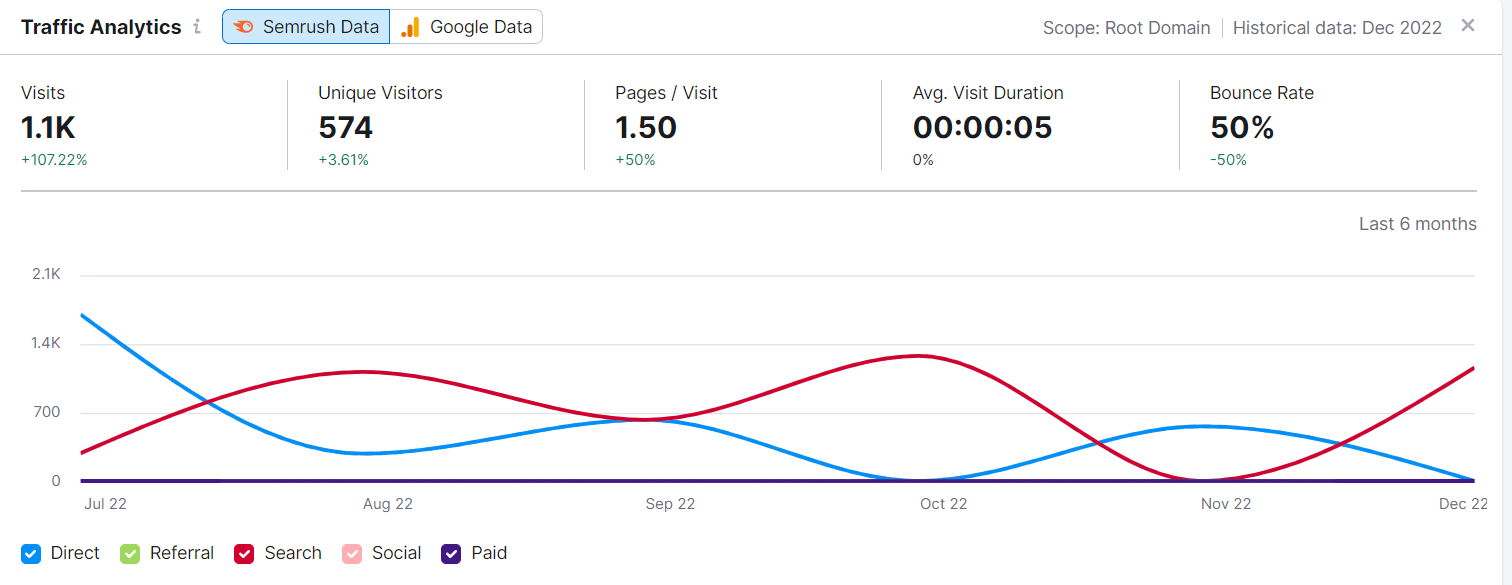 Traffic Analytics i Semrush Data Google Data Scope: Root Domain Historical data: Dec 2022
Visits Unique Visitors Pages / Visit Avg. Visit Duration Bounce Rate
1.1K 574 1.50 00:00:05 50%
+107.22% +3.61% +50% 0% -50%
Last 6 months
2.1K
1.4K
700
0
Jul 22 Aug 22 Sep 22 Oct 22 Nov 22 Dec 22
Direct Referral Search Social Paid